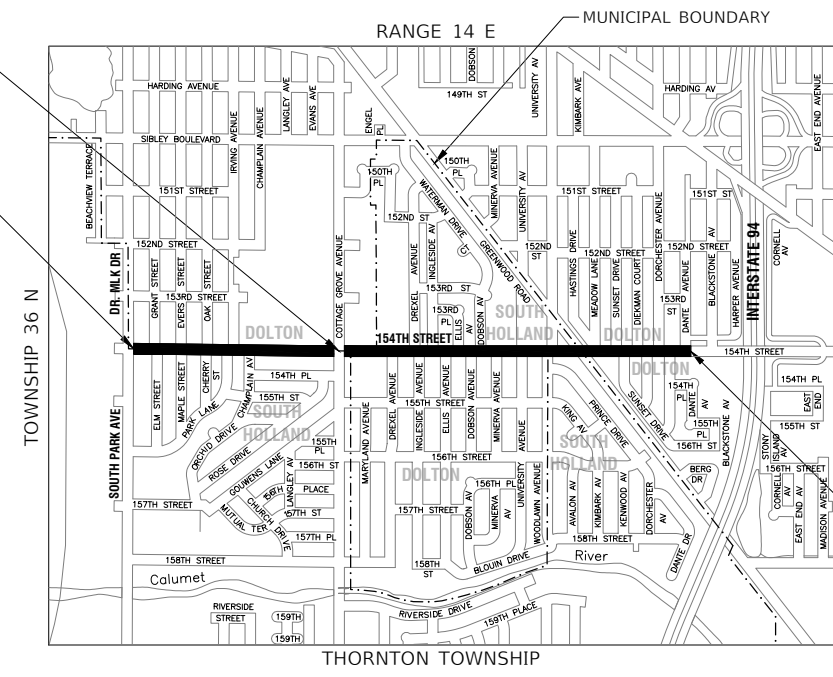 MUNICIPAL BOUNDARY
RANGE 14 E
TOWNSHIP 36 N
HARDING AVENUE
LANGLEY AVE
EVANS AVE
DOBSON
149TH ST
UNIVERSITY AV
KIMBARK AVE
HARDING AV
EAST END AVENUE
ENGEL PL
SIBLEY BOULEVARD
IRVING AVENUE
CHAMPLAIN AVENUE
BEACHVIEW TERRACE
150TH PL
150TH PL
MINERVA AVENUE
UNIVERSITY AV
151ST STREET
WATERMAN DRIVE
151ST STREET
151ST ST
152ND ST
CORNELL AV
152ND STREET
COTTAGE GROVE AVENUE
DREXEL AVENUE
INGLESIDE AV
CT
GREENWOOD ROAD
152ND ST
HASTINGS DRIVE
MEADOW LANE
152ND STREET
SUNSET DRIVE
DIEKMAN COURT
DORCHESTER AVENUE
152ND STREET
DANTE AVENUE
BLACKSTONE AV
HARPER AVENUE
INTERSTATE 94
DR. MLK DR
GRANT STREET
EVERS STREET
OAK STREET
153RD STREET
153RD ST
153RD PL
ELLIS AV
DOBSON AV
153RD ST
DOLTON
SOUTH HOLLAND
DOLTON
154TH STREET
154TH STREET
DOLTON
SOUTH PARK AVE
ELM STREET
MAPLE STREET
CHERRY ST
PARK LANE
CHAMPLAIN AV
154TH PL
155TH ST
SOUTH HOLLAND
ORCHID DRIVE
ROSE DRIVE
GOUWENS LANE
LANGLEY AV
155TH PL
156TH ST
156TH PLACE
CHURCH DRIVE
MUTUAL TER
157TH ST
157TH PL
157TH STREET
158TH STREET
MARYLAND AVENUE
DREXEL AVENUE
INGLESIDE AVENUE
ELLIS AVENUE
DOBSON AVENUE
MINERVA AVENUE
155TH STREET
156TH STREET
DOLTON
156TH PL
157TH STREET
DOBSON AV
MINERVA AV
UNIVERSITY
WOODLAWN AVENUE
158TH ST
BLOUIN DRIVE
KING AV
PRINCE DRIVE
SOUTH HOLLAND
AVALON AV
KIMBARK AV
KENWOOD AV
DORCHESTER AV
158TH STREET
DANTE DR
SUNSET DRIVE
154TH PL
DANTE AV
155TH PL
156TH ST
BLACKSTONE AV
BERG DR
154TH PL
EAST END
155TH ST
STONY ISLAND AV
156TH STREET
CORNELL AV
EAST END AV
MADISON AVENUE
Calumet
River
RIVERSIDE STREET
159TH
159TH
RIVERSIDE DRIVE
159TH PLACE
THORNTON TOWNSHIP